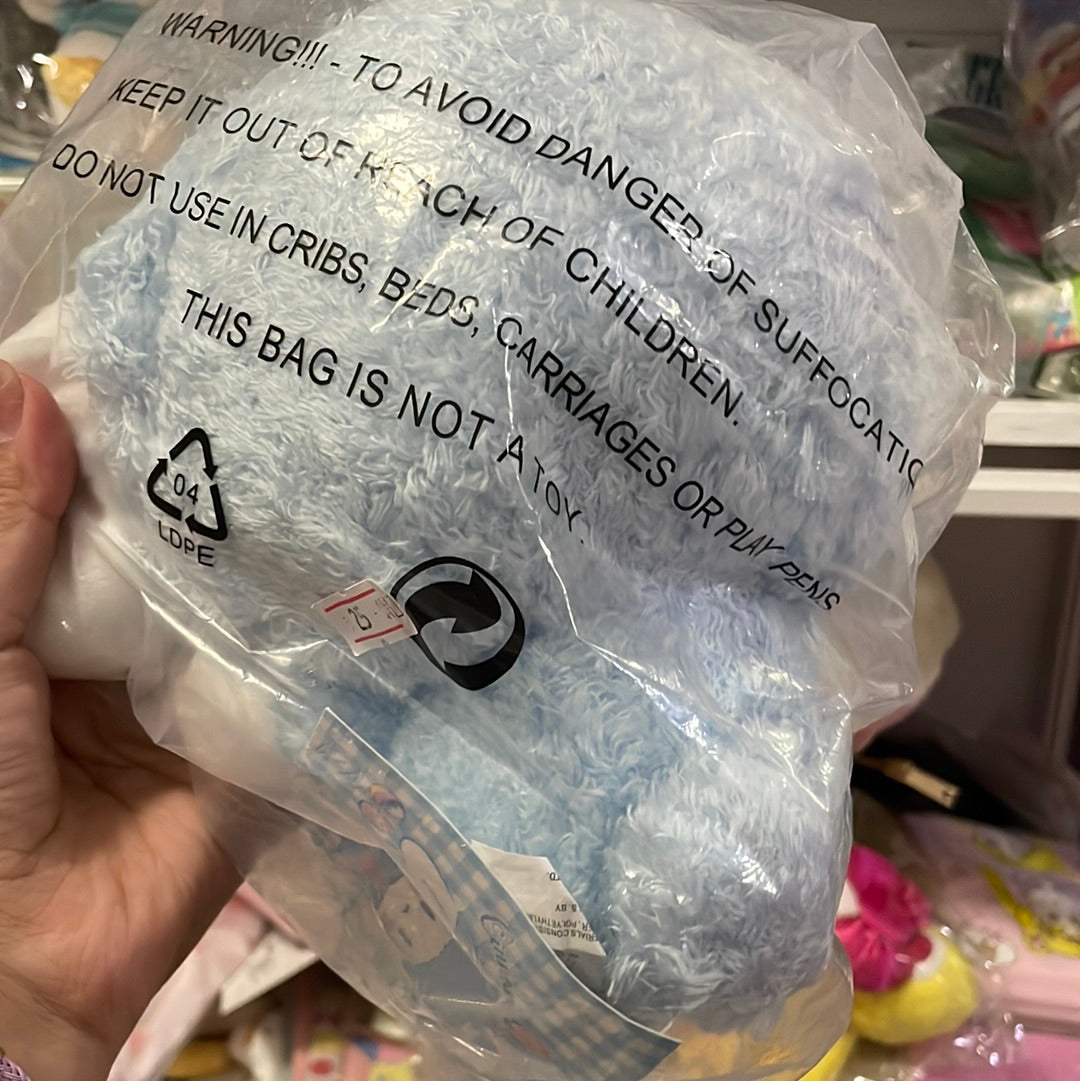 WARNING!!! - TO AVOID DANGER OF SUFFOCATIO
KEEP IT OUT OF REACH OF CHILDREN.
DO NOT USE IN CRIBS, BEDS, CARRIAGES OR PLAY PENS
THIS BAG IS NOT A TOY.
04
LDPE